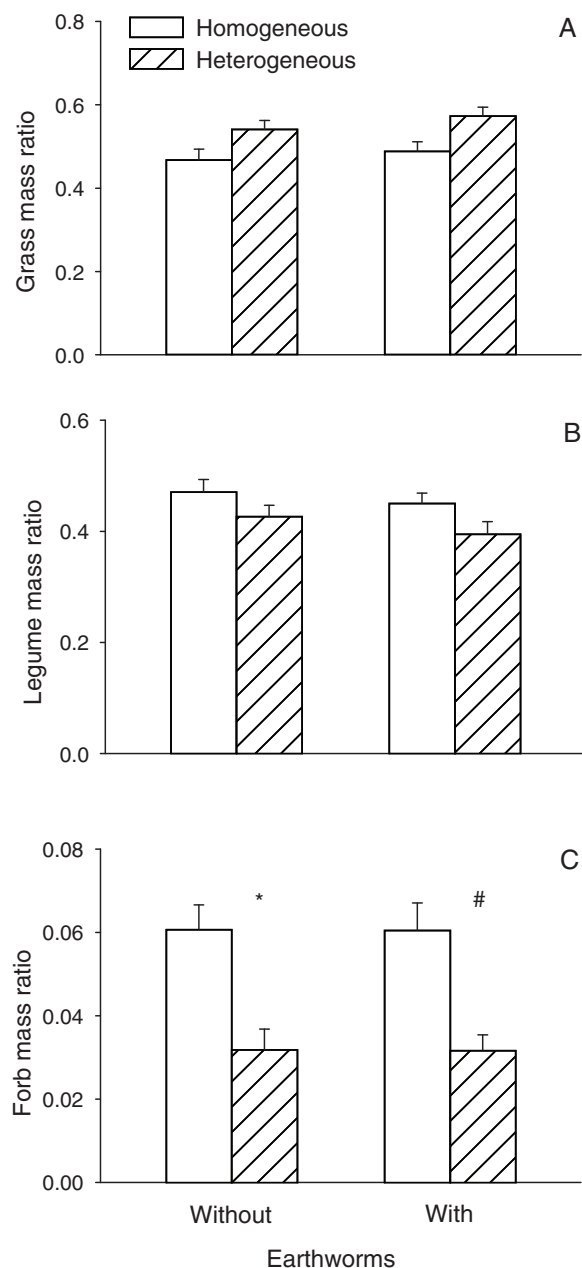 A
Homogeneous
Heterogeneous
Grass mass ratio
0.8
0.6
0.4
0.2
0.0
B
Legume mass ratio
0.6
0.4
0.2
0.0
C
Forb mass ratio
0.08
0.06
0.04
0.02
0.00
*
#
Without
With
Earthworms